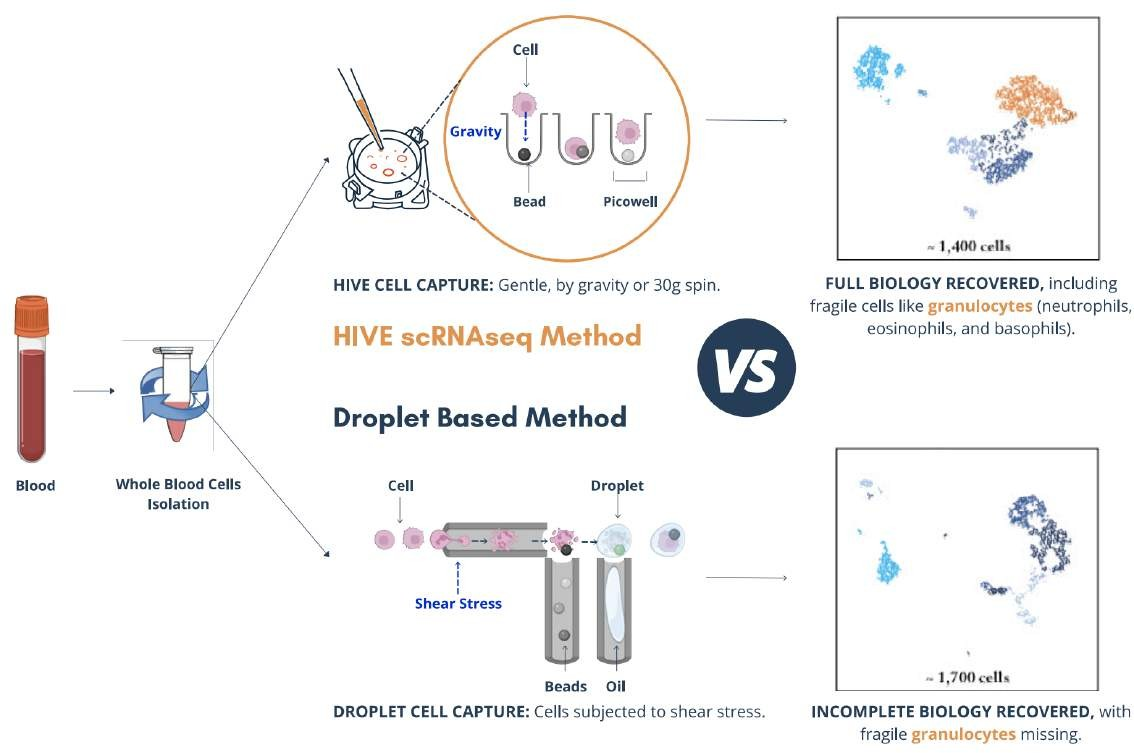 Cell
Gravity
Bead
Picowell
≈ 1,400 cells
HIVE CELL CAPTURE: Gentle, by gravity or 30g spin.
FULL BIOLOGY RECOVERED, including
fragile cells like granulocytes (neutrophils,
eosinophils, and basophils).
HIVE scRNAseq Method
VS
Droplet Based Method
Blood
Whole Blood Cells
Isolation
Cell
Droplet
Shear Stress
Beads
Oil
≈ 1,700 cells
DROPLET CELL CAPTURE: Cells subjected to shear stress.
INCOMPLETE BIOLOGY RECOVERED, with
fragile granulocytes missing.